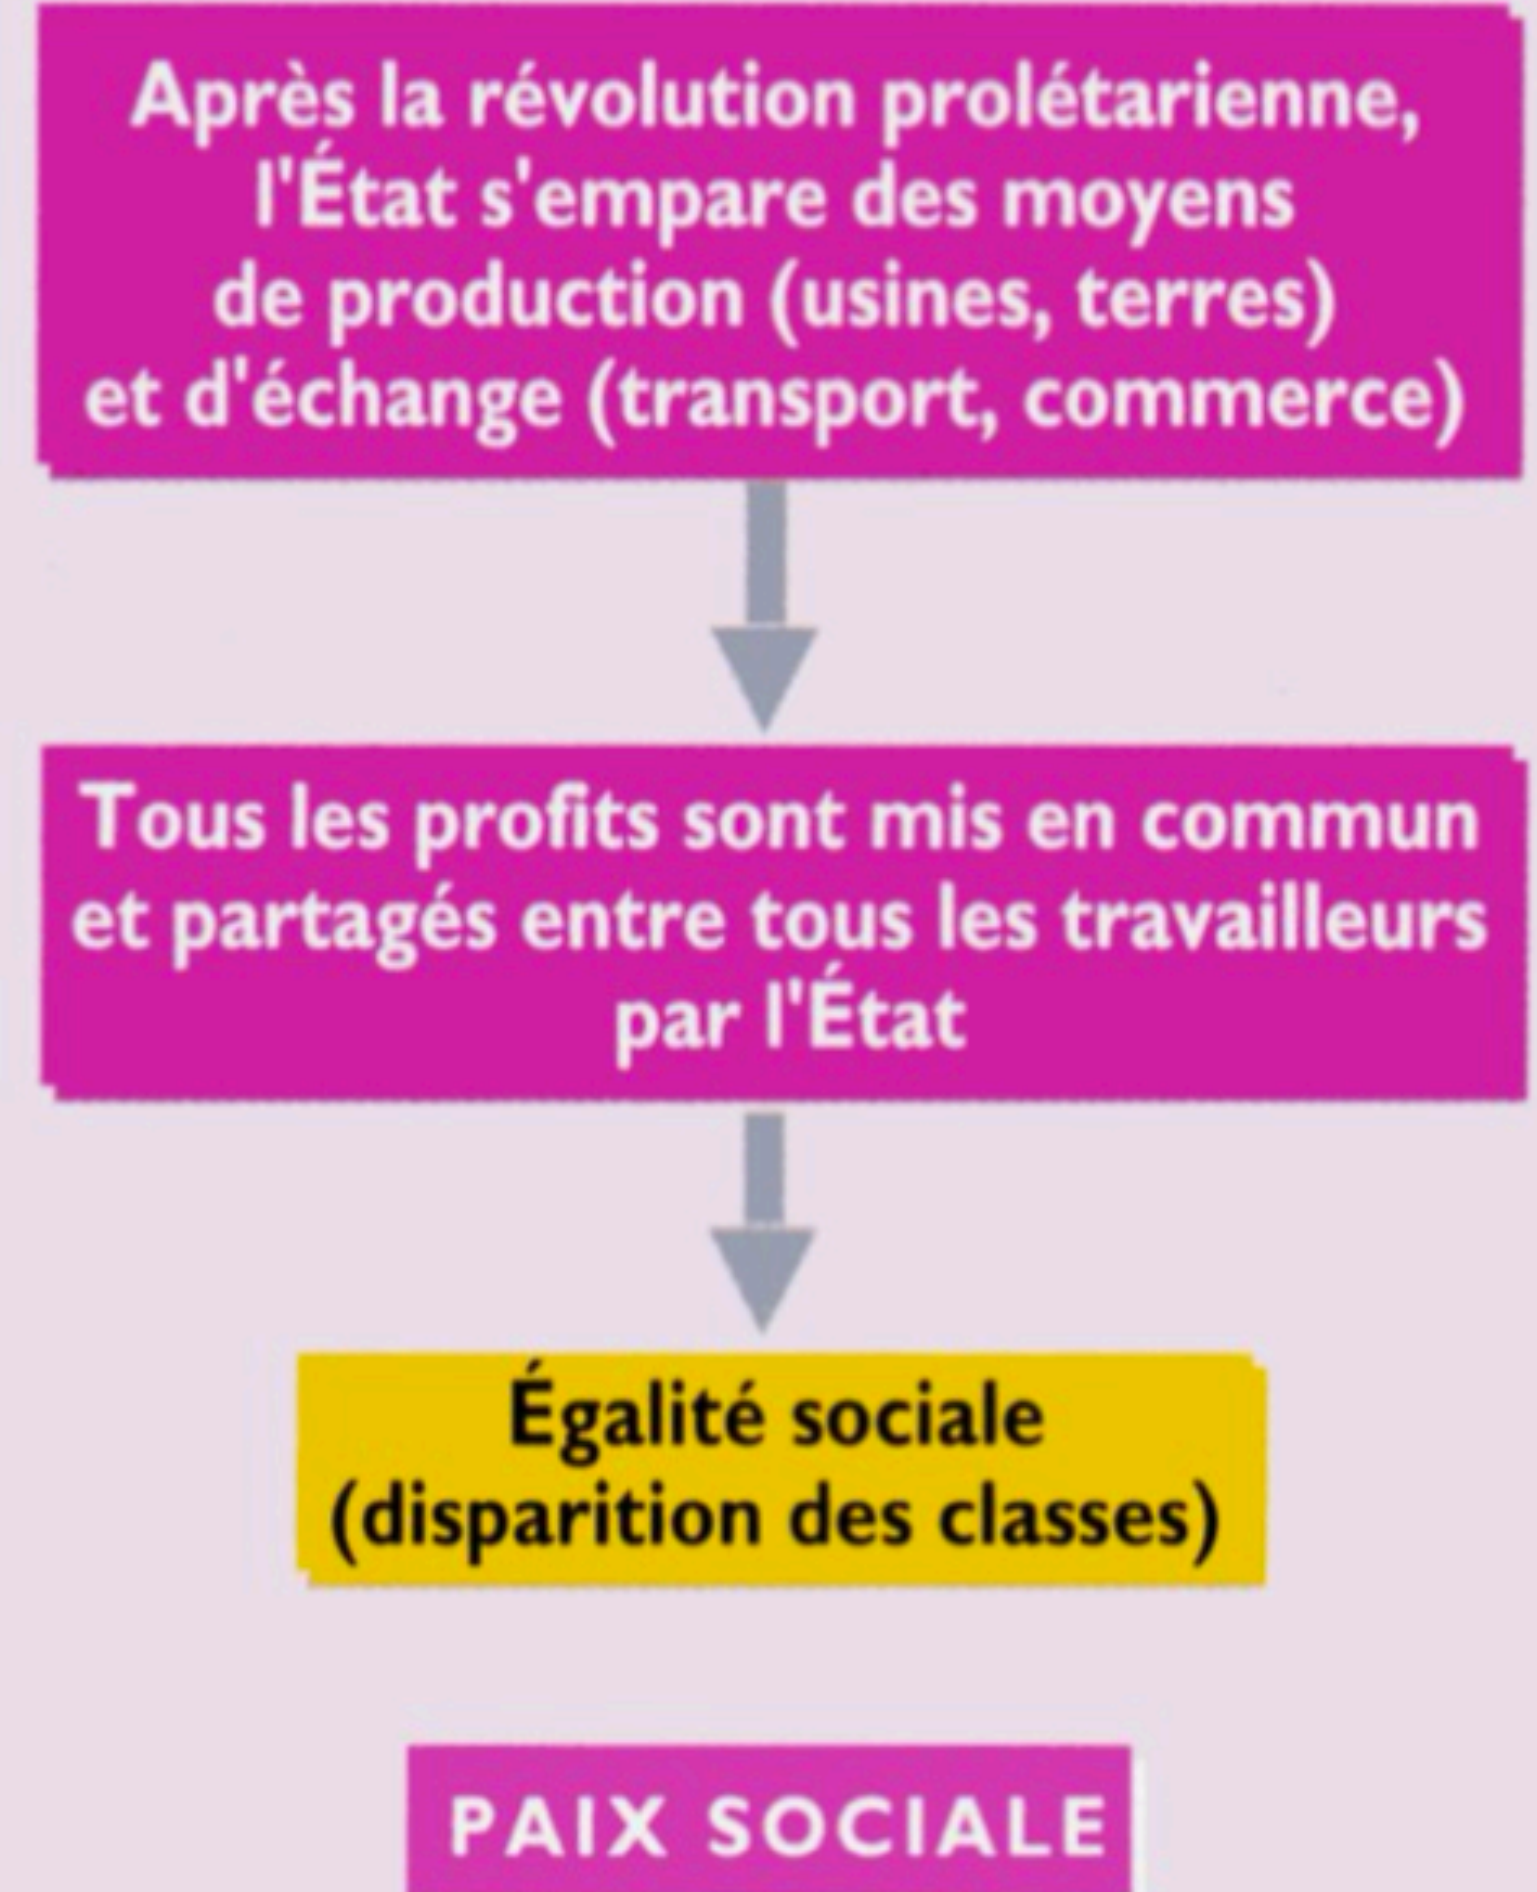 Après la révolution prolétarienne,
l'État s'empare des moyens
de production (usines, terres)
et d'échange (transport, commerce)
Tous les profits sont mis en commun
et partagés entre tous les travailleurs
par l'État
Égalité sociale
(disparition des classes)
PAIX SOCIALE